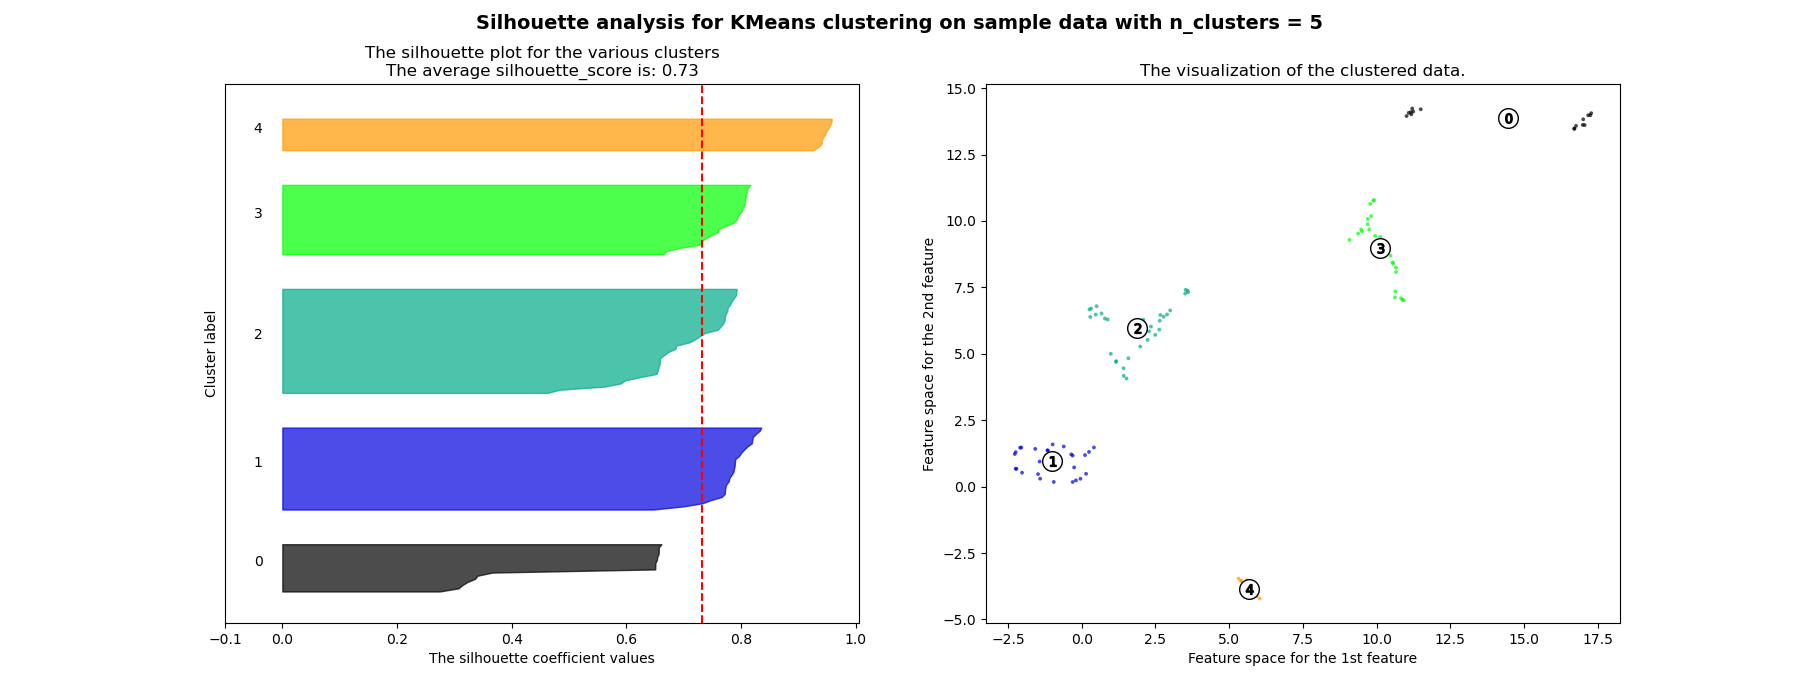 Silhouette analysis for KMeans clustering on sample data with n_clusters = 5
The silhouette plot for the various clusters
The average silhouette_score is: 0.73
Cluster label
4
3
2
1
0
−0.1 0.0 0.2 0.4 0.6 0.8 1.0
The silhouette coefficient values
The visualization of the clustered data.
Feature space for the 2nd feature
15.0
12.5
10.0
7.5
5.0
2.5
0.0
−2.5
−5.0
0
3
2
1
4
−2.5 0.0 2.5 5.0 7.5 10.0 12.5 15.0 17.5
Feature space for the 1st feature